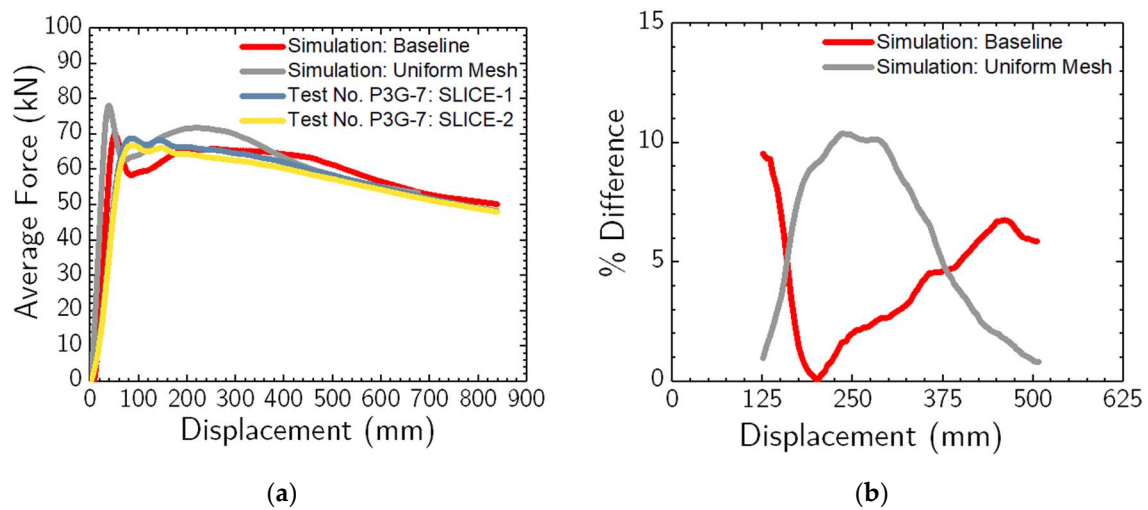 100
90
80
70
60
50
40
30
20
10
0
Average Force (kN)
Simulation: Baseline
Simulation: Uniform Mesh
Test No. P3G-7: SLICE-1
Test No. P3G-7: SLICE-2
0 100 200 300 400 500 600 700 800 900
Displacement (mm)
(a)
15
10
5
0
% Difference
Simulation: Baseline
Simulation: Uniform Mesh
0 125 250 375 500 625
Displacement (mm)
(b)